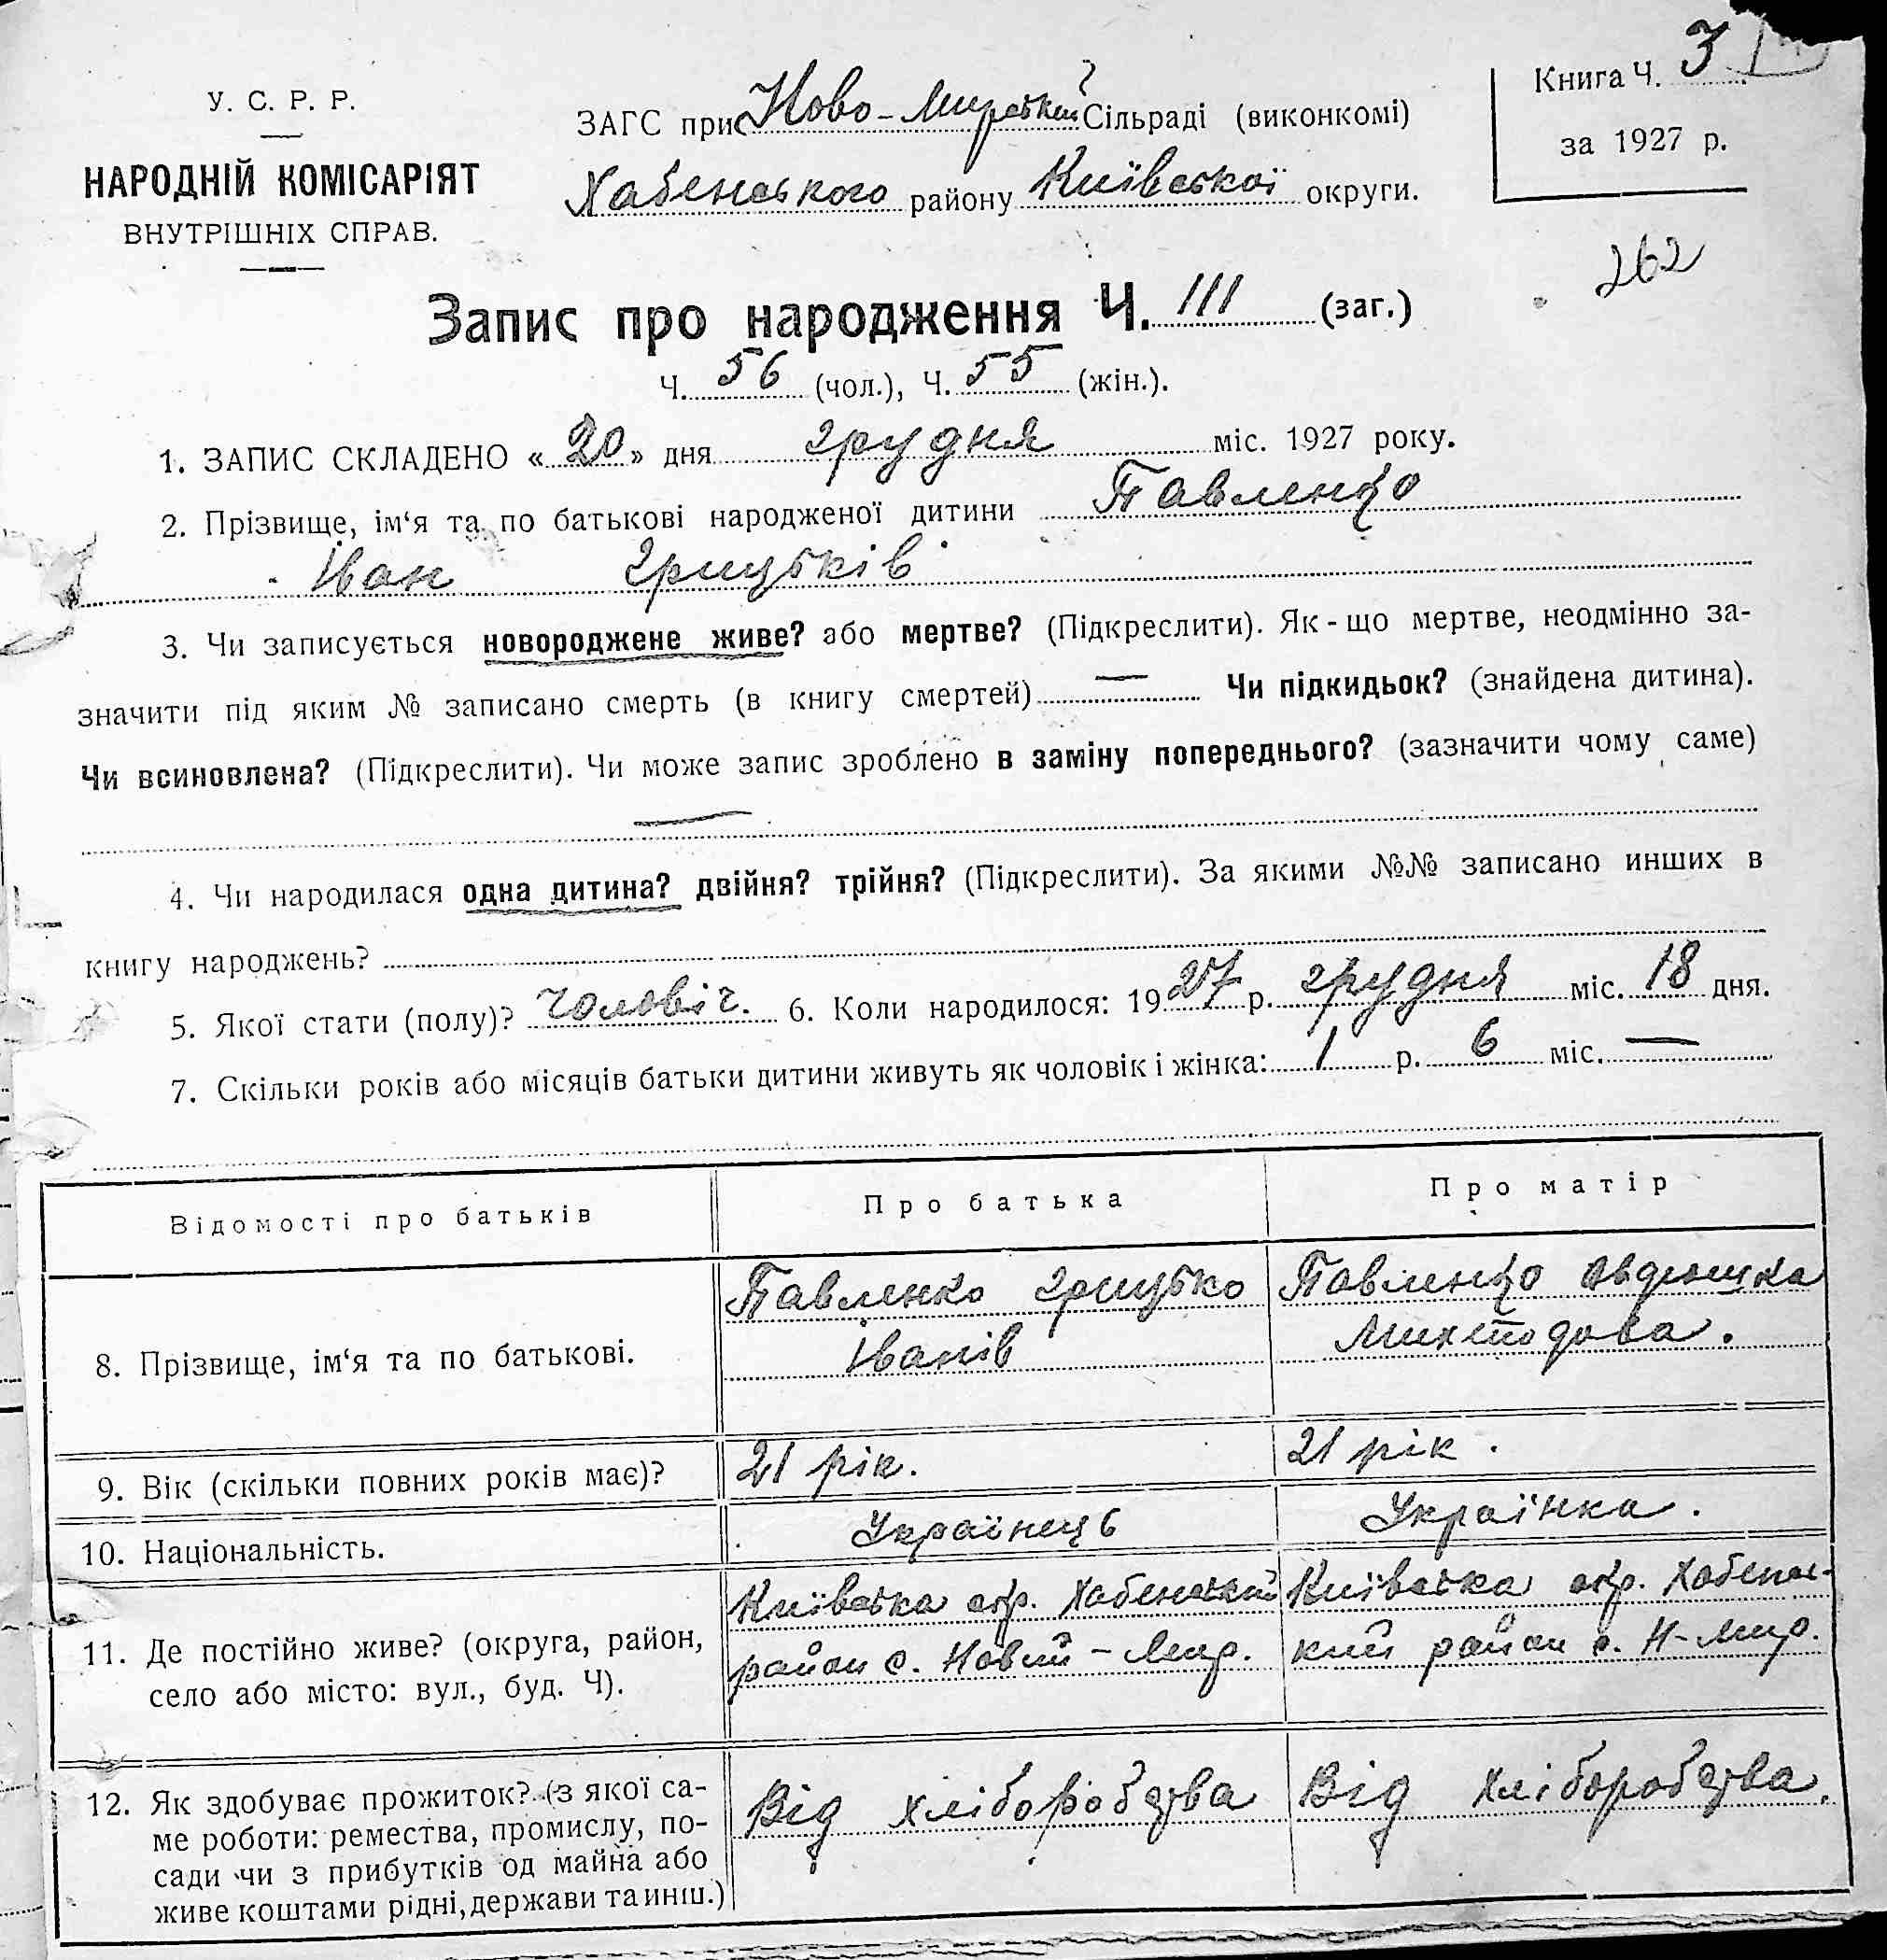 У. С. Р. Р.
НАРОДНІЙ КОМІСАРІЯТ
ВНУТРІШНІХ СПРАВ.
ЗАГС при Ново-Мирській Сільраді (виконкомі)
Хабенського району Київської округи.
Книга Ч. 3
за 1927 р.
262
Запис про народження Ч. 111 (заг.)
Ч. 56 (чол.), Ч. 55 (жін.).
1. ЗАПИС СКЛАДЕНО «20» дня грудня міс. 1927 року.
2. Прізвище, ім‘я та по батькові народженої дитини Павленко
Іван Грицьків
3. Чи записується новороджене живе? або мертве? (Підкреслити). Як-що мертве, неодмінно за-
значити під яким № записано смерть (в книгу смертей) — Чи підкидьок? (знайдена дитина).
Чи всиновлена? (Підкреслити). Чи може запис зроблено в заміну попереднього? (зазначити чому саме)
—
4. Чи народилася одна дитина? двійня? трійня? (Підкреслити). За якими №№ записано инших в
книгу народжень?
5. Якої стати (полу)? Чоловіч. 6. Коли народилося: 1927 р. грудня міс. 18 дня.
7. Скільки років або місяців батьки дитини живуть як чоловік і жінка: 1 р. 6 міс. —
Відомості про батьків
Про батька
Про матір
8. Прізвище, ім‘я та по батькові.
Павленко Грицько
Іванів
Павленко Овдюшка
9. Вік (скільки повних років має)?
21 рік.
21 рік.
10. Національність.
Українець
Українка.
11. Де постійно живе? (округа, район,
село або місто: вул., буд. Ч).
Київська окр. Хабенський
район с. Новий-Мир.
Київська окр. Хабенсь-
кий район с. Н-Мир.
12. Як здобуває прожиток? (з якої са-
ме роботи: ремества, промислу, по-
сади чи з прибутків од майна або
живе коштами рідні, держави та инш.)
Від хліборобства
Від хліборобства.